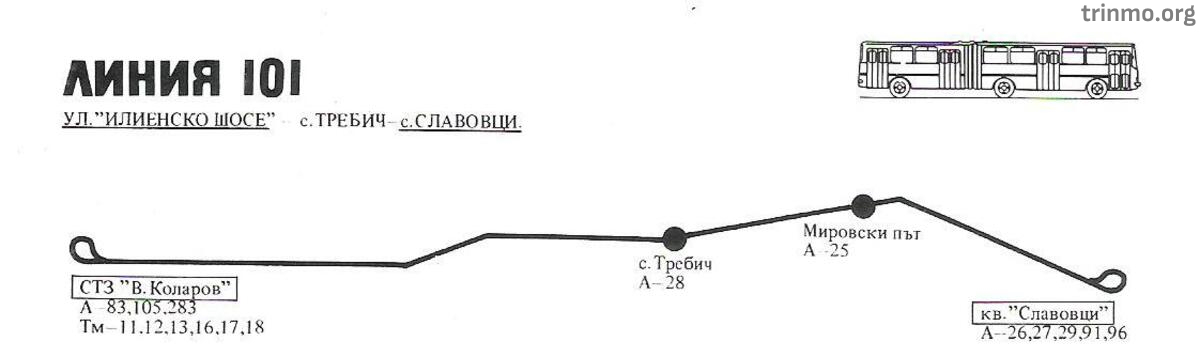 trinmo.org
ЛИНИЯ 101
УЛ."ИЛИЕНСКО ШОСЕ" - с.ТРЕБИЧ-с.СЛАВОВЦИ.
Мировски път
А-25
с.Требич
А-28
СТЗ "В.Коларов"
А-83,105,283
Тм-11,12,13,16,17,18
кв."Славовци"
А-26,27,29,91,96